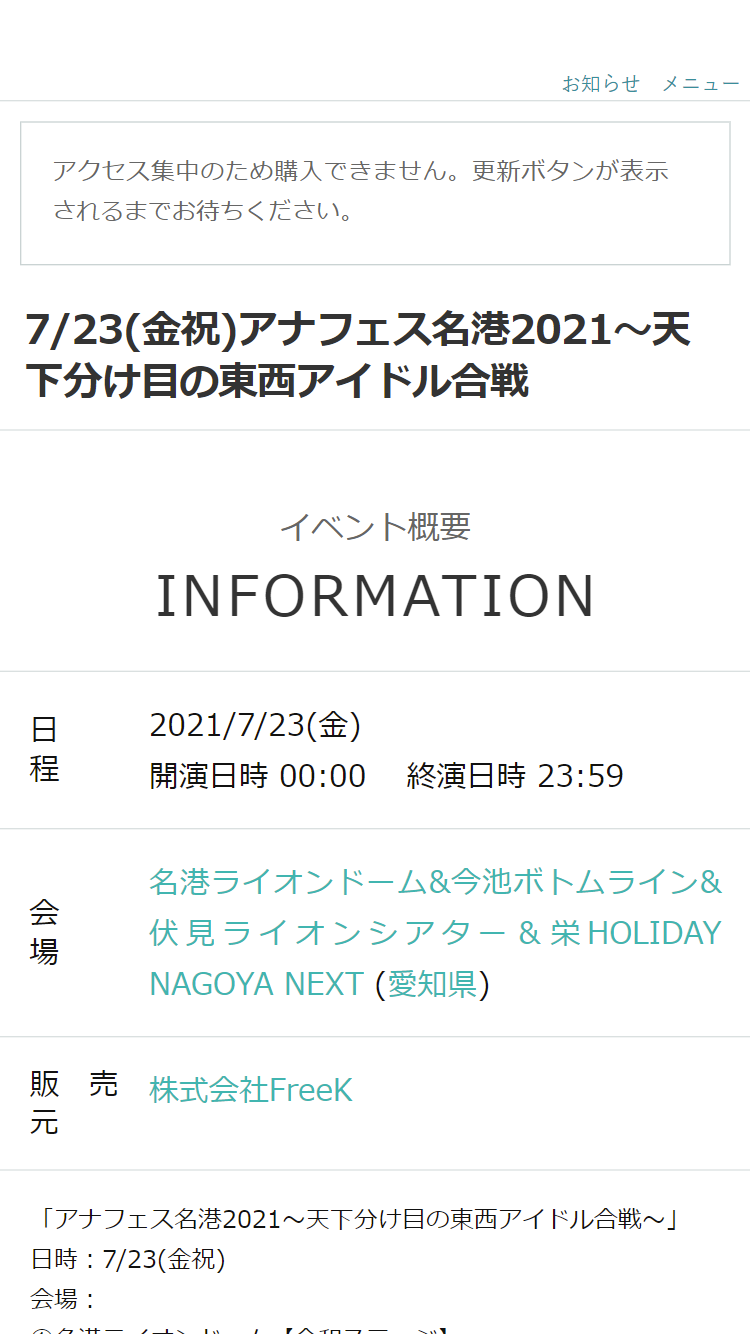 お知らせ メニュー
アクセス集中のため購入できません。更新ボタンが表示
されるまでお待ちください。
7/23(金祝)アナフェス名港2021～天
下分け目の東西アイドル合戦
イベント概要
INFORMATION
日
程
2021/7/23(金)
開演日時 00:00 終演日時 23:59
会
場
名港ライオンドーム&今池ボトムライン&
伏見ライオンシアター&栄HOLIDAY
NAGOYA NEXT (愛知県)
販 売
元
株式会社FreeK
「アナフェス名港2021～天下分け目の東西アイドル合戦～」
日時：7/23(金祝)
会場：